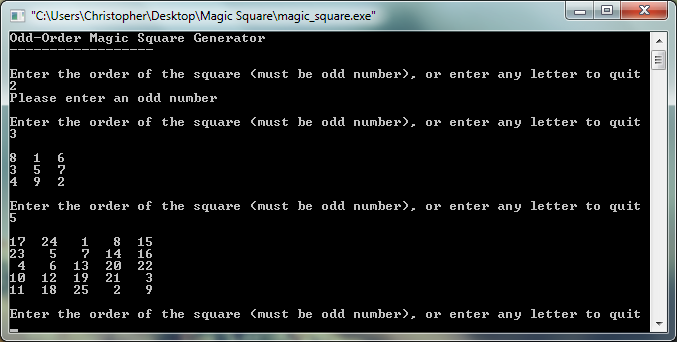 "C:\Users\Christopher\Desktop\Magic Square\magic_square.exe"
Odd-Order Magic Square Generator
------------------
Enter the order of the square (must be odd number), or enter any letter to quit
2
Please enter an odd number
Enter the order of the square (must be odd number), or enter any letter to quit
3
8 1 6
3 5 7
4 9 2
Enter the order of the square (must be odd number), or enter any letter to quit
5
17 24 1 8 15
23 5 7 14 16
4 6 13 20 22
10 12 19 21 3
11 18 25 2 9
Enter the order of the square (must be odd number), or enter any letter to quit